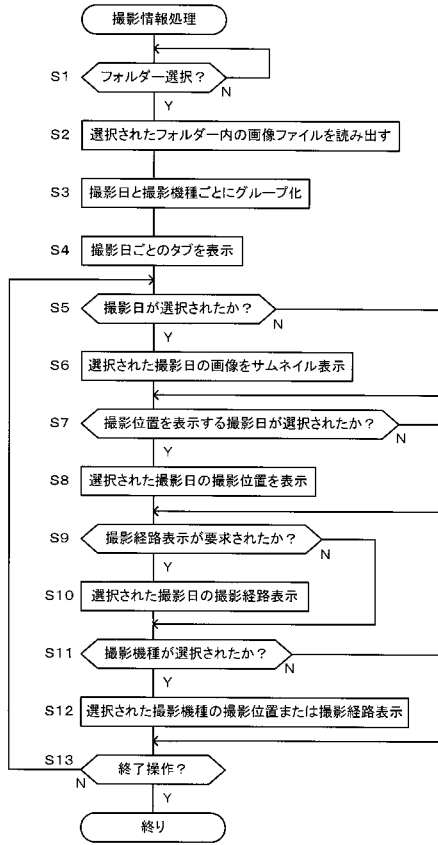 撮影情報処理
S1 フォルダー選択？
N
Y
S2 選択されたフォルダー内の画像ファイルを読み出す
S3 撮影日と撮影機種ごとにグループ化
S4 撮影日ごとのタブを表示
S5 撮影日が選択されたか？
N
Y
S6 選択された撮影日の画像をサムネイル表示
S7 撮影位置を表示する撮影日が選択されたか？
N
Y
S8 選択された撮影日の撮影位置を表示
S9 撮影経路表示が要求されたか？
N
Y
S10 選択された撮影日の撮影経路表示
S11 撮影機種が選択されたか？
N
Y
S12 選択された撮影機種の撮影位置または撮影経路表示
S13 終了操作？
N
Y
終り